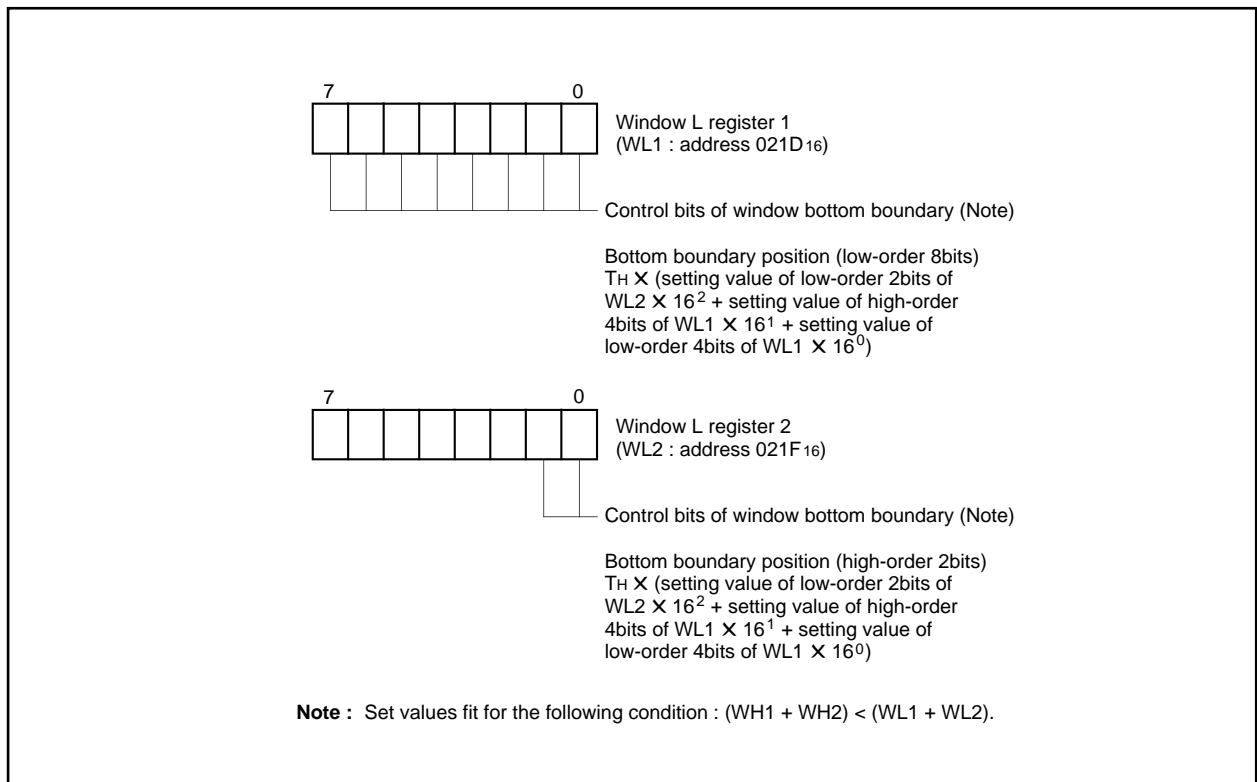 7 0
Window L register 1
(WL1 : address 021D16)
Control bits of window bottom boundary (Note)
Bottom boundary position (low-order 8bits)
TH ✕ (setting value of low-order 2bits of
WL2 ✕ 16² + setting value of high-order
4bits of WL1 ✕ 16¹ + setting value of
low-order 4bits of WL1 ✕ 16⁰)
7 0
Window L register 2
(WL2 : address 021F16)
Control bits of window bottom boundary (Note)
Bottom boundary position (high-order 2bits)
TH ✕ (setting value of low-order 2bits of
WL2 ✕ 16² + setting value of high-order
4bits of WL1 ✕ 16¹ + setting value of
low-order 4bits of WL1 ✕ 16⁰)
Note : Set values fit for the following condition : (WH1 + WH2) < (WL1 + WL2).